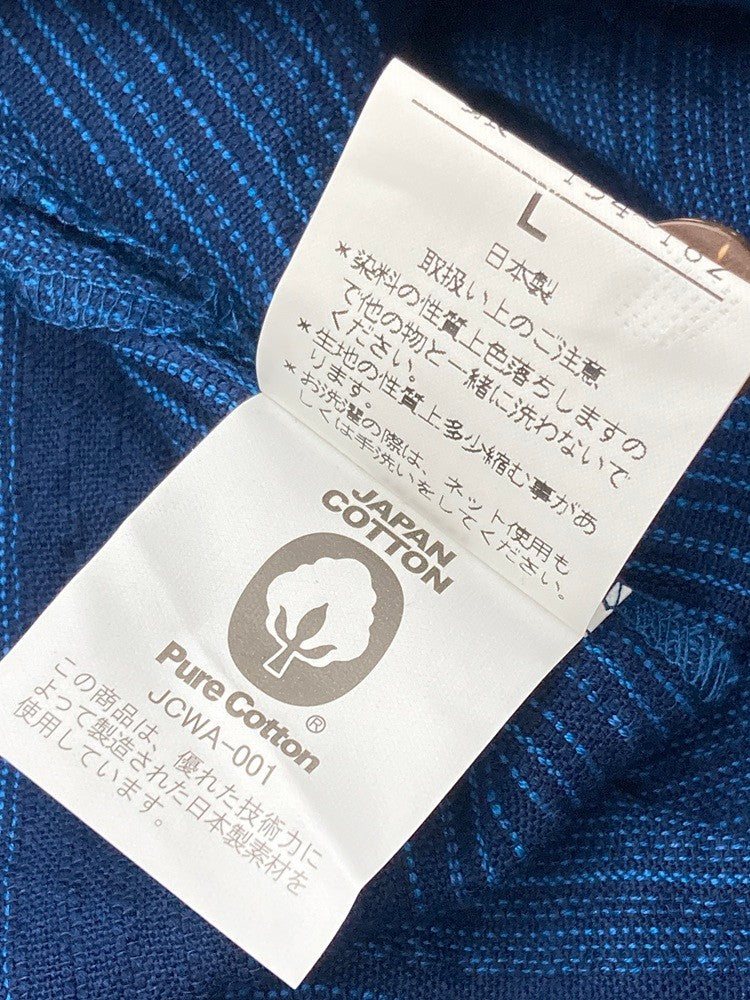 L
日本製
取扱い上のご注意
*染料の性質上色落ちしますの
で他の物と一緒に洗わないで
ください。
*生地の性質上多少縮む事があ
ります。
*お洗濯の際は、ネット使用も
しくは手洗いをしてください。
JAPAN
COTTON
Pure Cotton®
JCWA-001
この商品は、優れた技術力に
よって製造された日本製素材を
使用しています。